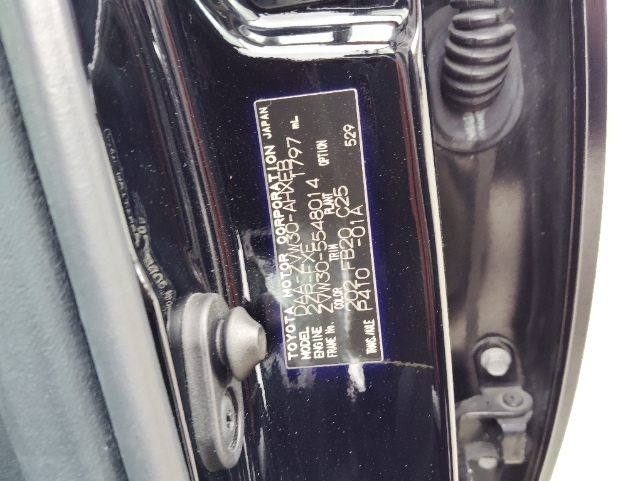 TOYOTA MOTOR CORPORATION JAPAN
MODEL DAA-ZVW30-AHXEB
ENGINE 1797 mL
FRAME No. ZVW30-5548014
COLOR TRIM PLANT OPTION
202 FB20 C25 529
TRANS./AXLE P410 -01A